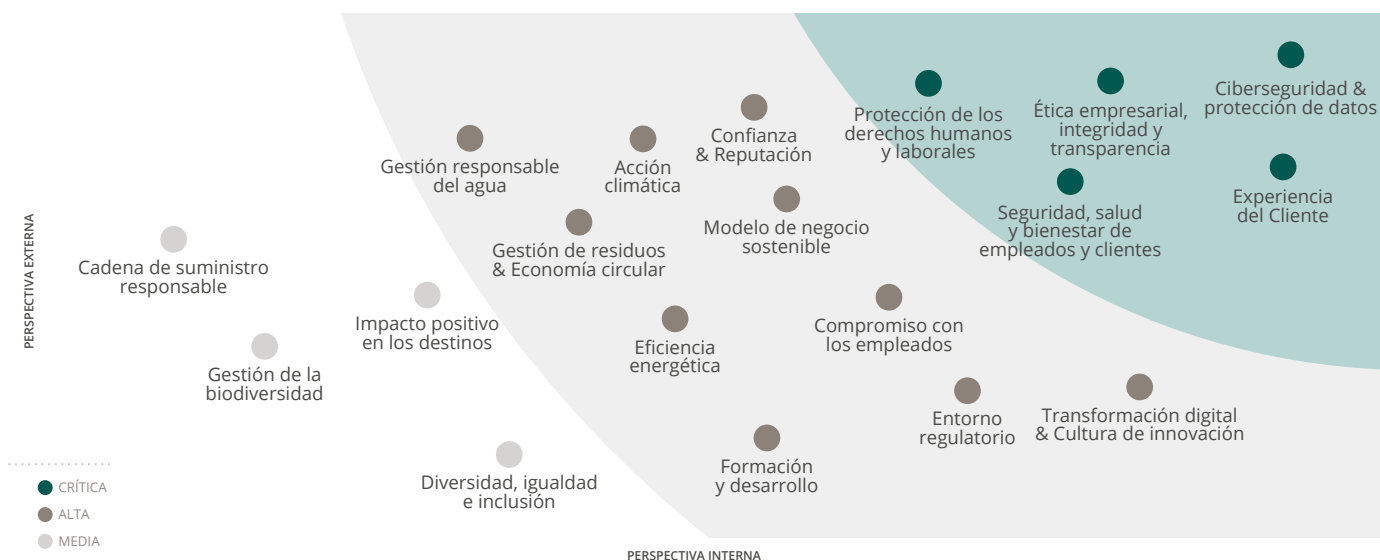 Ciberseguridad &
protección de datos
Protección de los
derechos humanos
y laborales
Ética empresarial,
integridad y
transparencia
Confianza
& Reputación
Gestión responsable
del agua
Acción
climática
Experiencia
del Cliente
Seguridad, salud
y bienestar de
empleados y clientes
Modelo de negocio
sostenible
Gestión de residuos
& Economía circular
Cadena de suministro
responsable
Impacto positivo
en los destinos
Compromiso con
los empleados
Eficiencia
energética
Gestión de la
biodiversidad
Entorno
regulatorio
Transformación digital
& Cultura de innovación
Formación
y desarrollo
Diversidad, igualdad
e inclusión
PERSPECTIVA EXTERNA
CRÍTICA
ALTA
MEDIA
PERSPECTIVA INTERNA